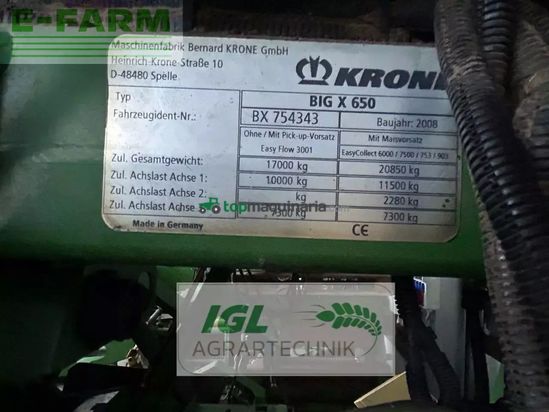 E-FARM
Maschinenfabrik Bernard KRONE GmbH
Heinrich-Krone-Straße 10
D-48480 Spelle
KRONE
Typ BIG X 650
Fahrzeugident-Nr.: BX 754343 Baujahr: 2008
Ohne / Mit Pick-up-Vorsatz Mit Maisvorsatz
Easy Flow 3001 EasyCollect 6000 / 7500 / 753 / 903
Zul. Gesamtgewicht: 17000 kg 20850 kg
Zul. Achslast Achse 1: 10000 kg 11500 kg
Zul. Achslast Achse 2: kg 2280 kg
Zul. Achslast Achse 7300 kg 7300 kg
topmaquinaria
Made in Germany CE
IGL
AGRARTECHNIK